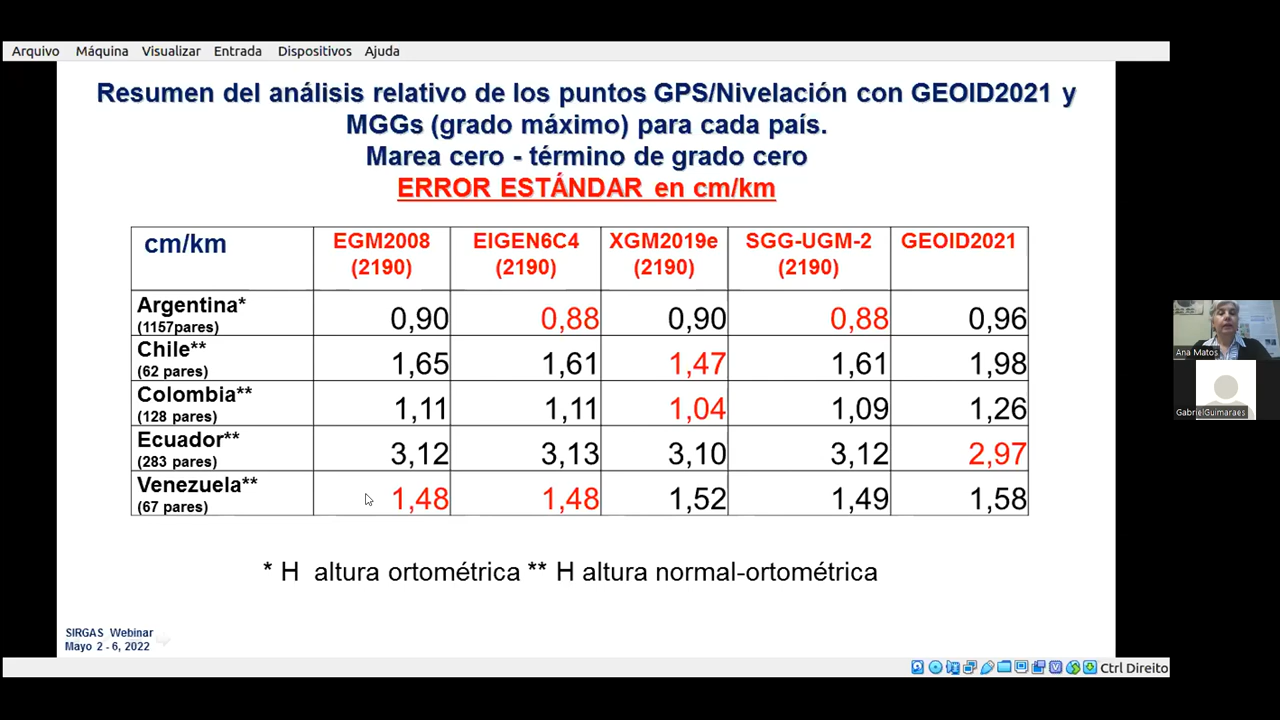 Arquivo Máquina Visualizar Entrada Dispositivos Ajuda
Resumen del análisis relativo de los puntos GPS/Nivelación con GEOID2021 y
MGGs (grado máximo) para cada país.
Marea cero - término de grado cero
ERROR ESTÁNDAR en cm/km
cm/km EGM2008 EIGEN6C4 XGM2019e SGG-UGM-2 GEOID2021
(2190) (2190) (2190) (2190)
Argentina* 0,90 0,88 0,90 0,88 0,96
(1157pares)
Chile** 1,65 1,61 1,47 1,61 1,98
(62 pares)
Colombia** 1,11 1,11 1,04 1,09 1,26
(128 pares)
Ecuador** 3,12 3,13 3,10 3,12 2,97
(283 pares)
Venezuela** 1,48 1,48 1,52 1,49 1,58
(67 pares)
* H altura ortométrica ** H altura normal-ortométrica
SIRGAS Webinar
Mayo 2 - 6, 2022
Ctrl Direito
Ana Matos
GabrielGuimaraes